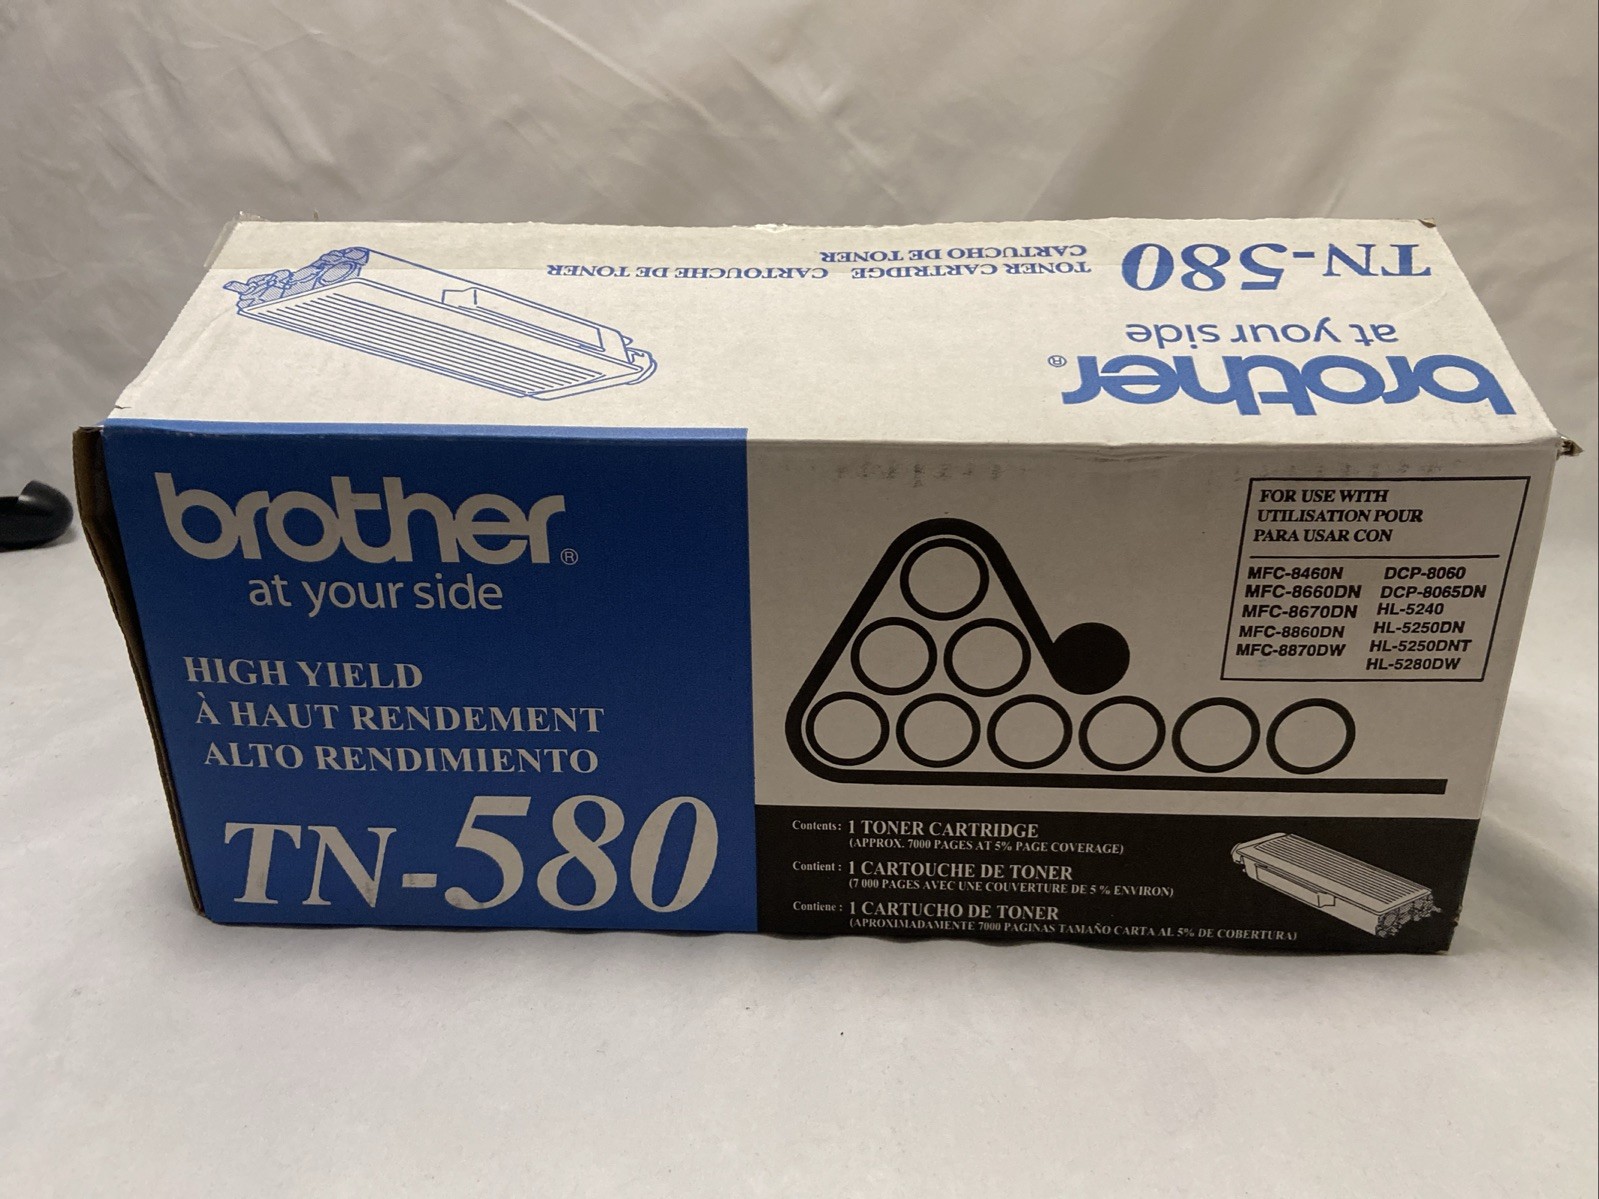 TN-580
TONER CARTRIDGE CARTOUCHE DE TONER
CARTUCHO DE TONER
at your side
brother®
brother®
at your side
HIGH YIELD
À HAUT RENDEMENT
ALTO RENDIMIENTO
TN-580
FOR USE WITH
UTILISATION POUR
PARA USAR CON
MFC-8460N DCP-8060
MFC-8660DN DCP-8065DN
MFC-8670DN HL-5240
MFC-8860DN HL-5250DN
MFC-8870DW HL-5250DNT
HL-5280DW
Contents: 1 TONER CARTRIDGE
(APPROX. 7000 PAGES AT 5% PAGE COVERAGE)
Contient : 1 CARTOUCHE DE TONER
(7 000 PAGES AVEC UNE COUVERTURE DE 5 % ENVIRON)
Contiene : 1 CARTUCHO DE TONER
(APROXIMADAMENTE 7000 PAGINAS TAMAÑO CARTA AL 5% DE COBERTURA)